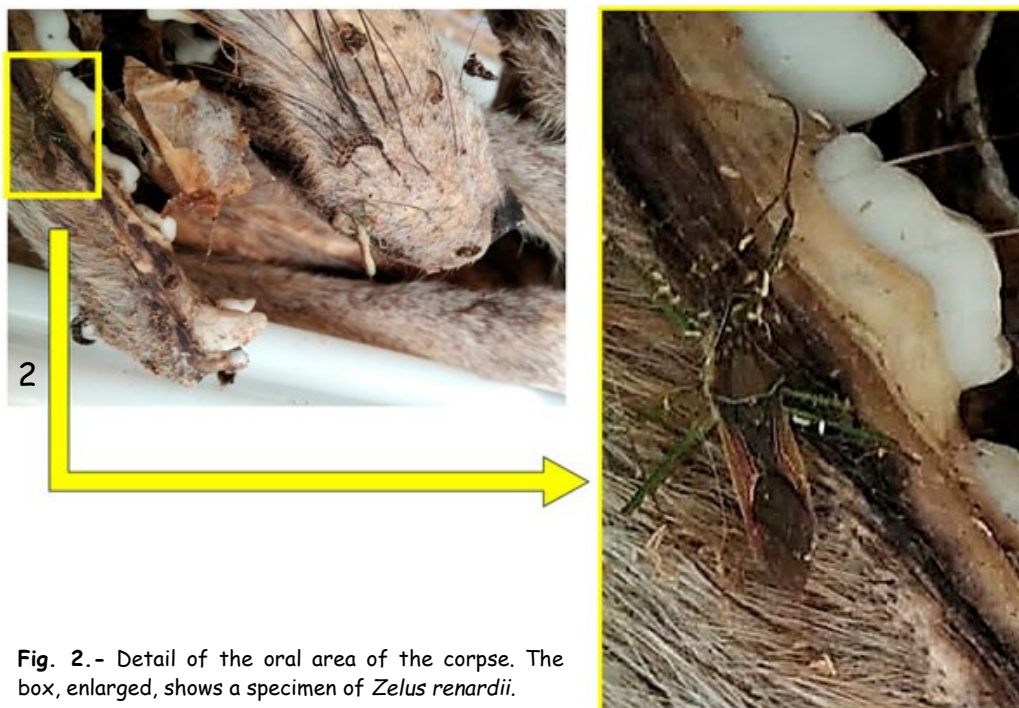 2
Fig. 2.- Detail of the oral area of the corpse. The
box, enlarged, shows a specimen of Zelus renardii.